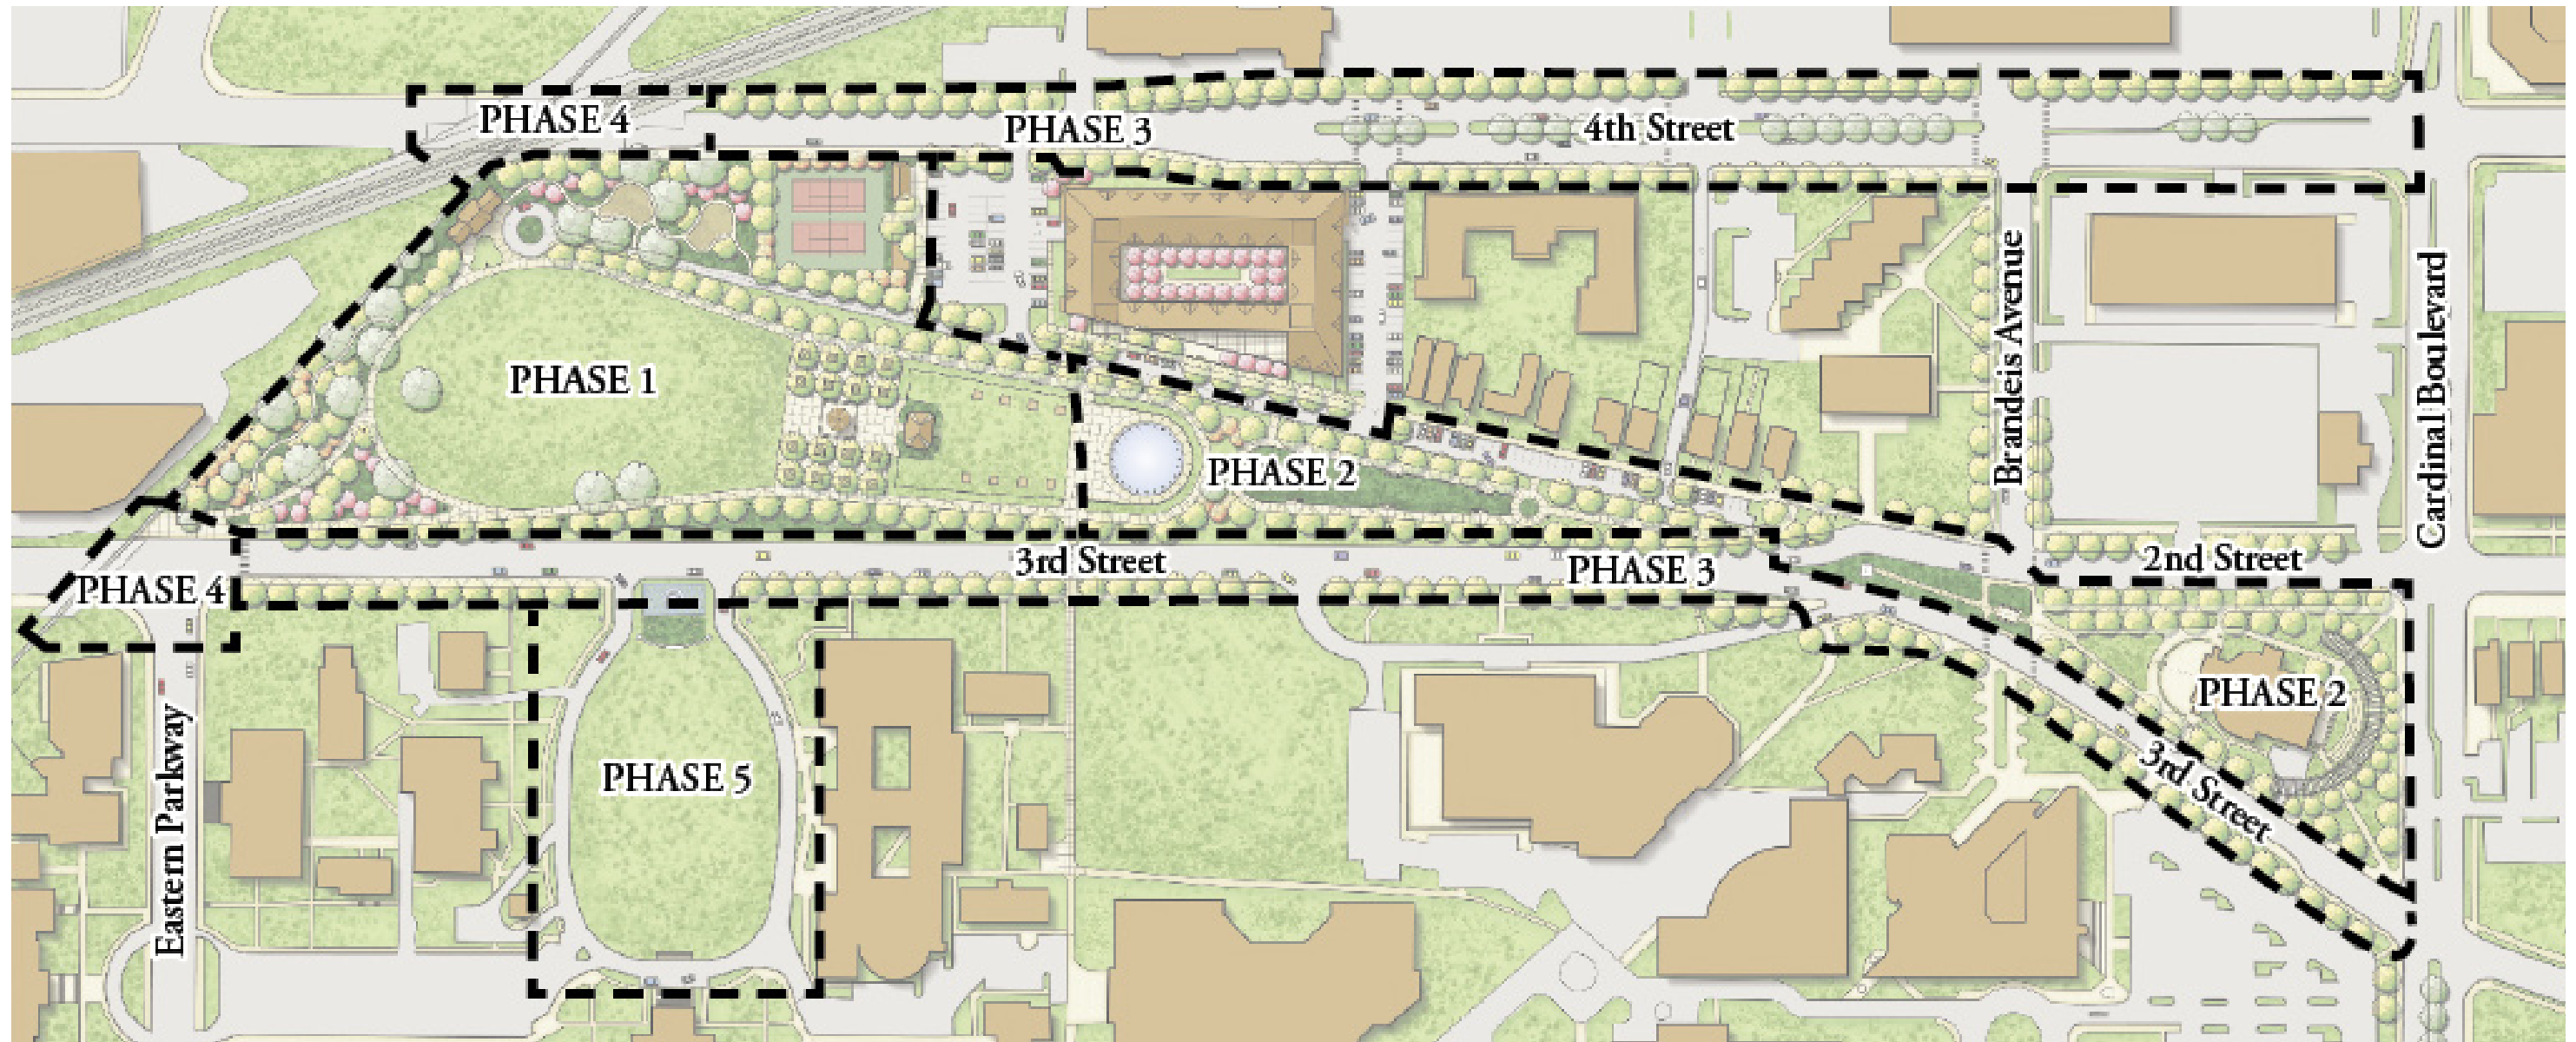 PHASE 4
PHASE 3
4th Street
PHASE 1
PHASE 2
Brandeis Avenue
Cardinal Boulevard
3rd Street
PHASE 3
2nd Street
PHASE 4
PHASE 2
3rd Street
PHASE 5
Eastern Parkway